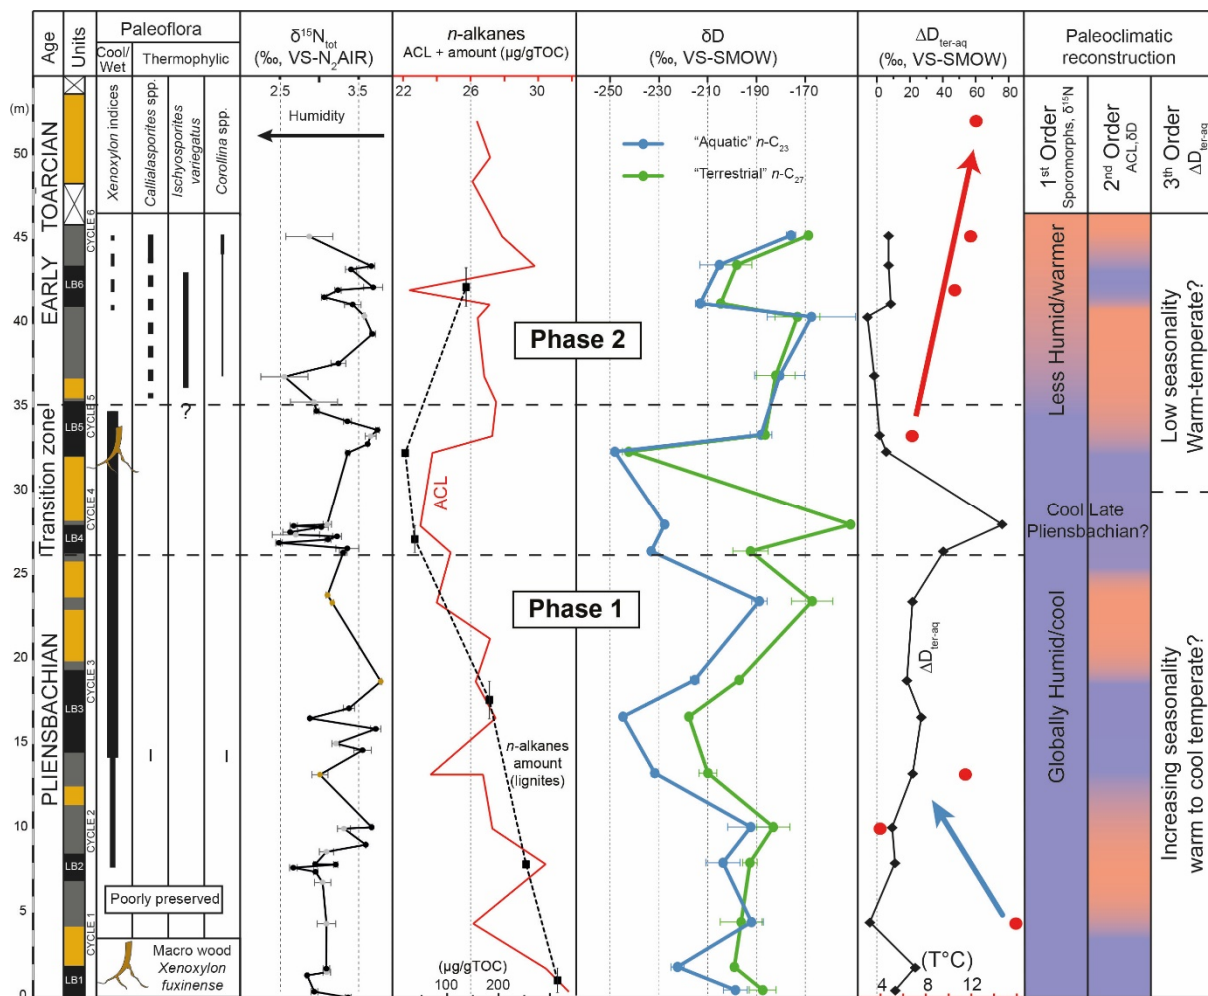 Age
Units
Paleoflora
Cool/
Wet
Thermophylic
Xenoxylon indices
Callialasporites spp.
Ischyosporites
variegatus
Corollina spp.
δ¹⁵Ntot
(‰, VS-N₂AIR)
2.5 3.5
Humidity
n-alkanes
ACL + amount (µg/gTOC)
22 26 30
δD
(‰, VS-SMOW)
-250 -230 -210 -190 -170
"Aquatic" n-C₂₃
"Terrestrial" n-C₂₇
ΔDter-aq
(‰, VS-SMOW)
0 20 40 60 80
Paleoclimatic
reconstruction
1st Order
Sporomorphs, δ¹⁵N
2nd Order
ACL,δD
3th Order
ΔDter-aq
(m)
50
45
40
35
30
25
20
15
10
5
0
EARLY TOARCIAN
Transition zone
PLIENSBACHIAN
CYCLE 6
LB6
CYCLE 5
LB5
CYCLE 4
LB4
CYCLE 3
LB3
CYCLE 2
LB2
CYCLE 1
LB1
?
Phase 2
Phase 1
ACL
n-alkanes
amount
(lignites)
ΔDter-aq
Poorly preserved
Macro wood
Xenoxylon
fuxinense
(µg/gTOC)
100 200
(T°C)
4 8 12
Less Humid/warmer
Cool Late
Pliensbachian?
Globally Humid/cool
Low seasonality
Warm-temperate?
Increasing seasonality
warm to cool temperate?